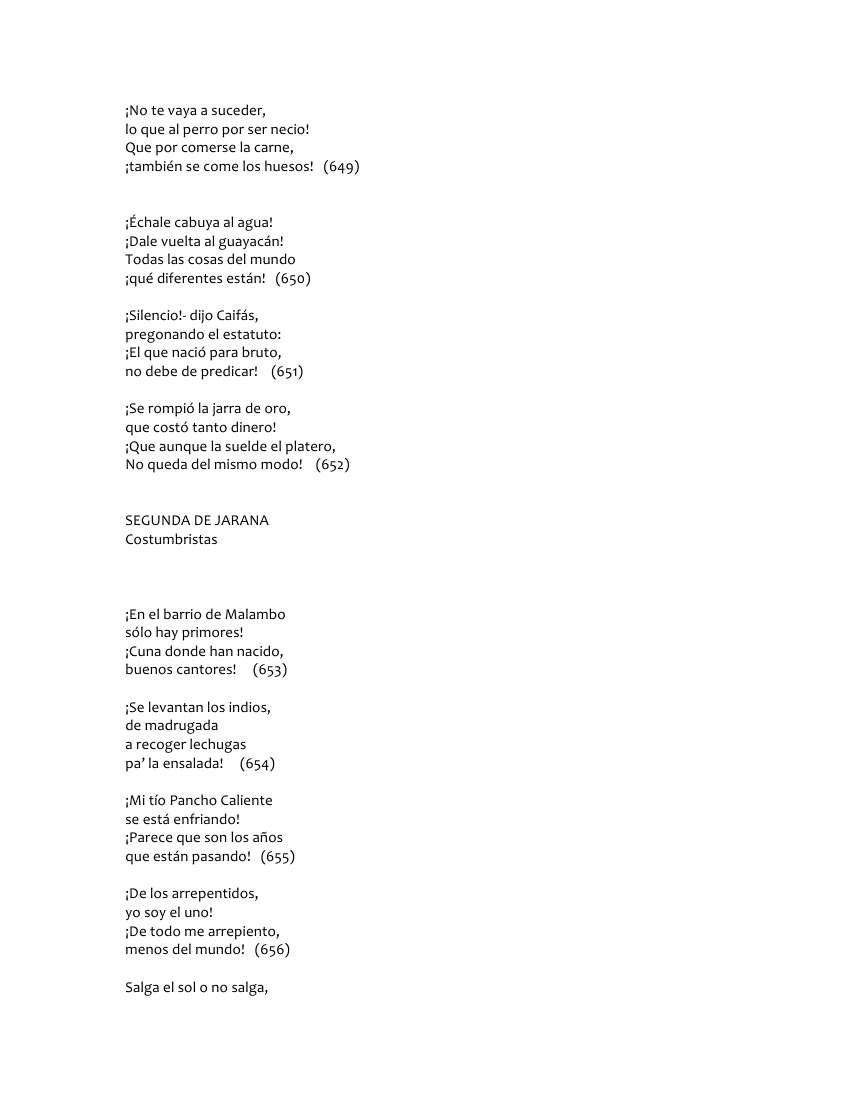 ¡No te vaya a suceder,
lo que al perro por ser necio!
Que por comerse la carne,
¡también se come los huesos! (649)
¡Échale cabuya al agua!
¡Dale vuelta al guayacán!
Todas las cosas del mundo
¡qué diferentes están! (650)
¡Silencio!- dijo Caifás,
pregonando el estatuto:
¡El que nació para bruto,
no debe de predicar! (651)
¡Se rompió la jarra de oro,
que costó tanto dinero!
¡Que aunque la suelde el platero,
No queda del mismo modo! (652)
SEGUNDA DE JARANA
Costumbristas
¡En el barrio de Malambo
sólo hay primores!
¡Cuna donde han nacido,
buenos cantores! (653)
¡Se levantan los indios,
de madrugada
a recoger lechugas
pa’ la ensalada! (654)
¡Mi tío Pancho Caliente
se está enfriando!
¡Parece que son los años
que están pasando! (655)
¡De los arrepentidos,
yo soy el uno!
¡De todo me arrepiento,
menos del mundo! (656)
Salga el sol o no salga,